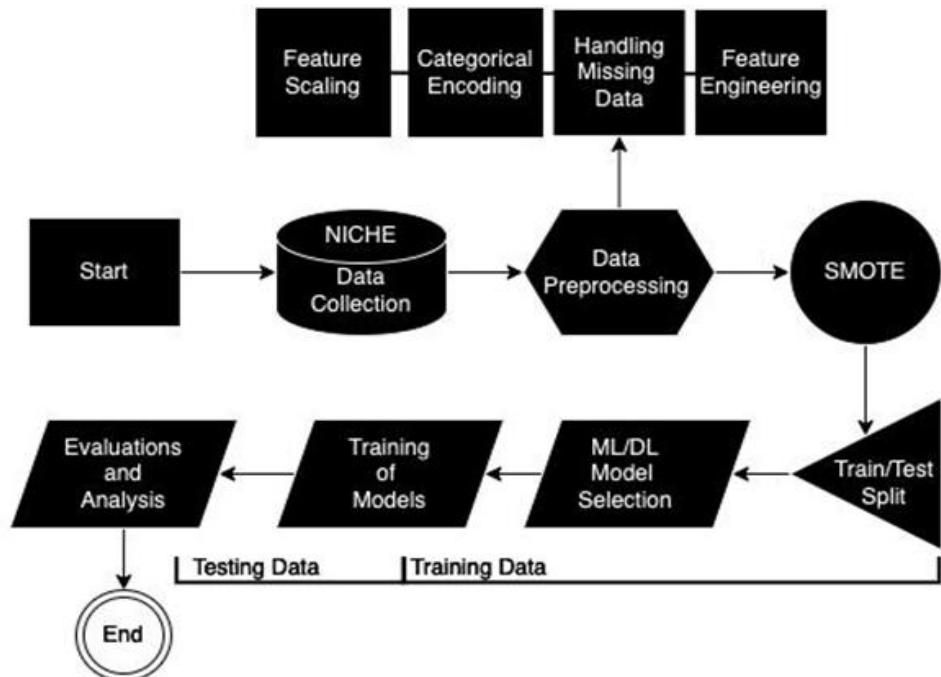 Feature
Scaling
Categorical
Encoding
Handling
Missing
Data
Feature
Engineering
Start
NICHE
Data
Collection
Data
Preprocessing
SMOTE
Evaluations
and
Analysis
Training
of
Models
ML/DL
Model
Selection
Train/Test
Split
Testing Data
Training Data
End